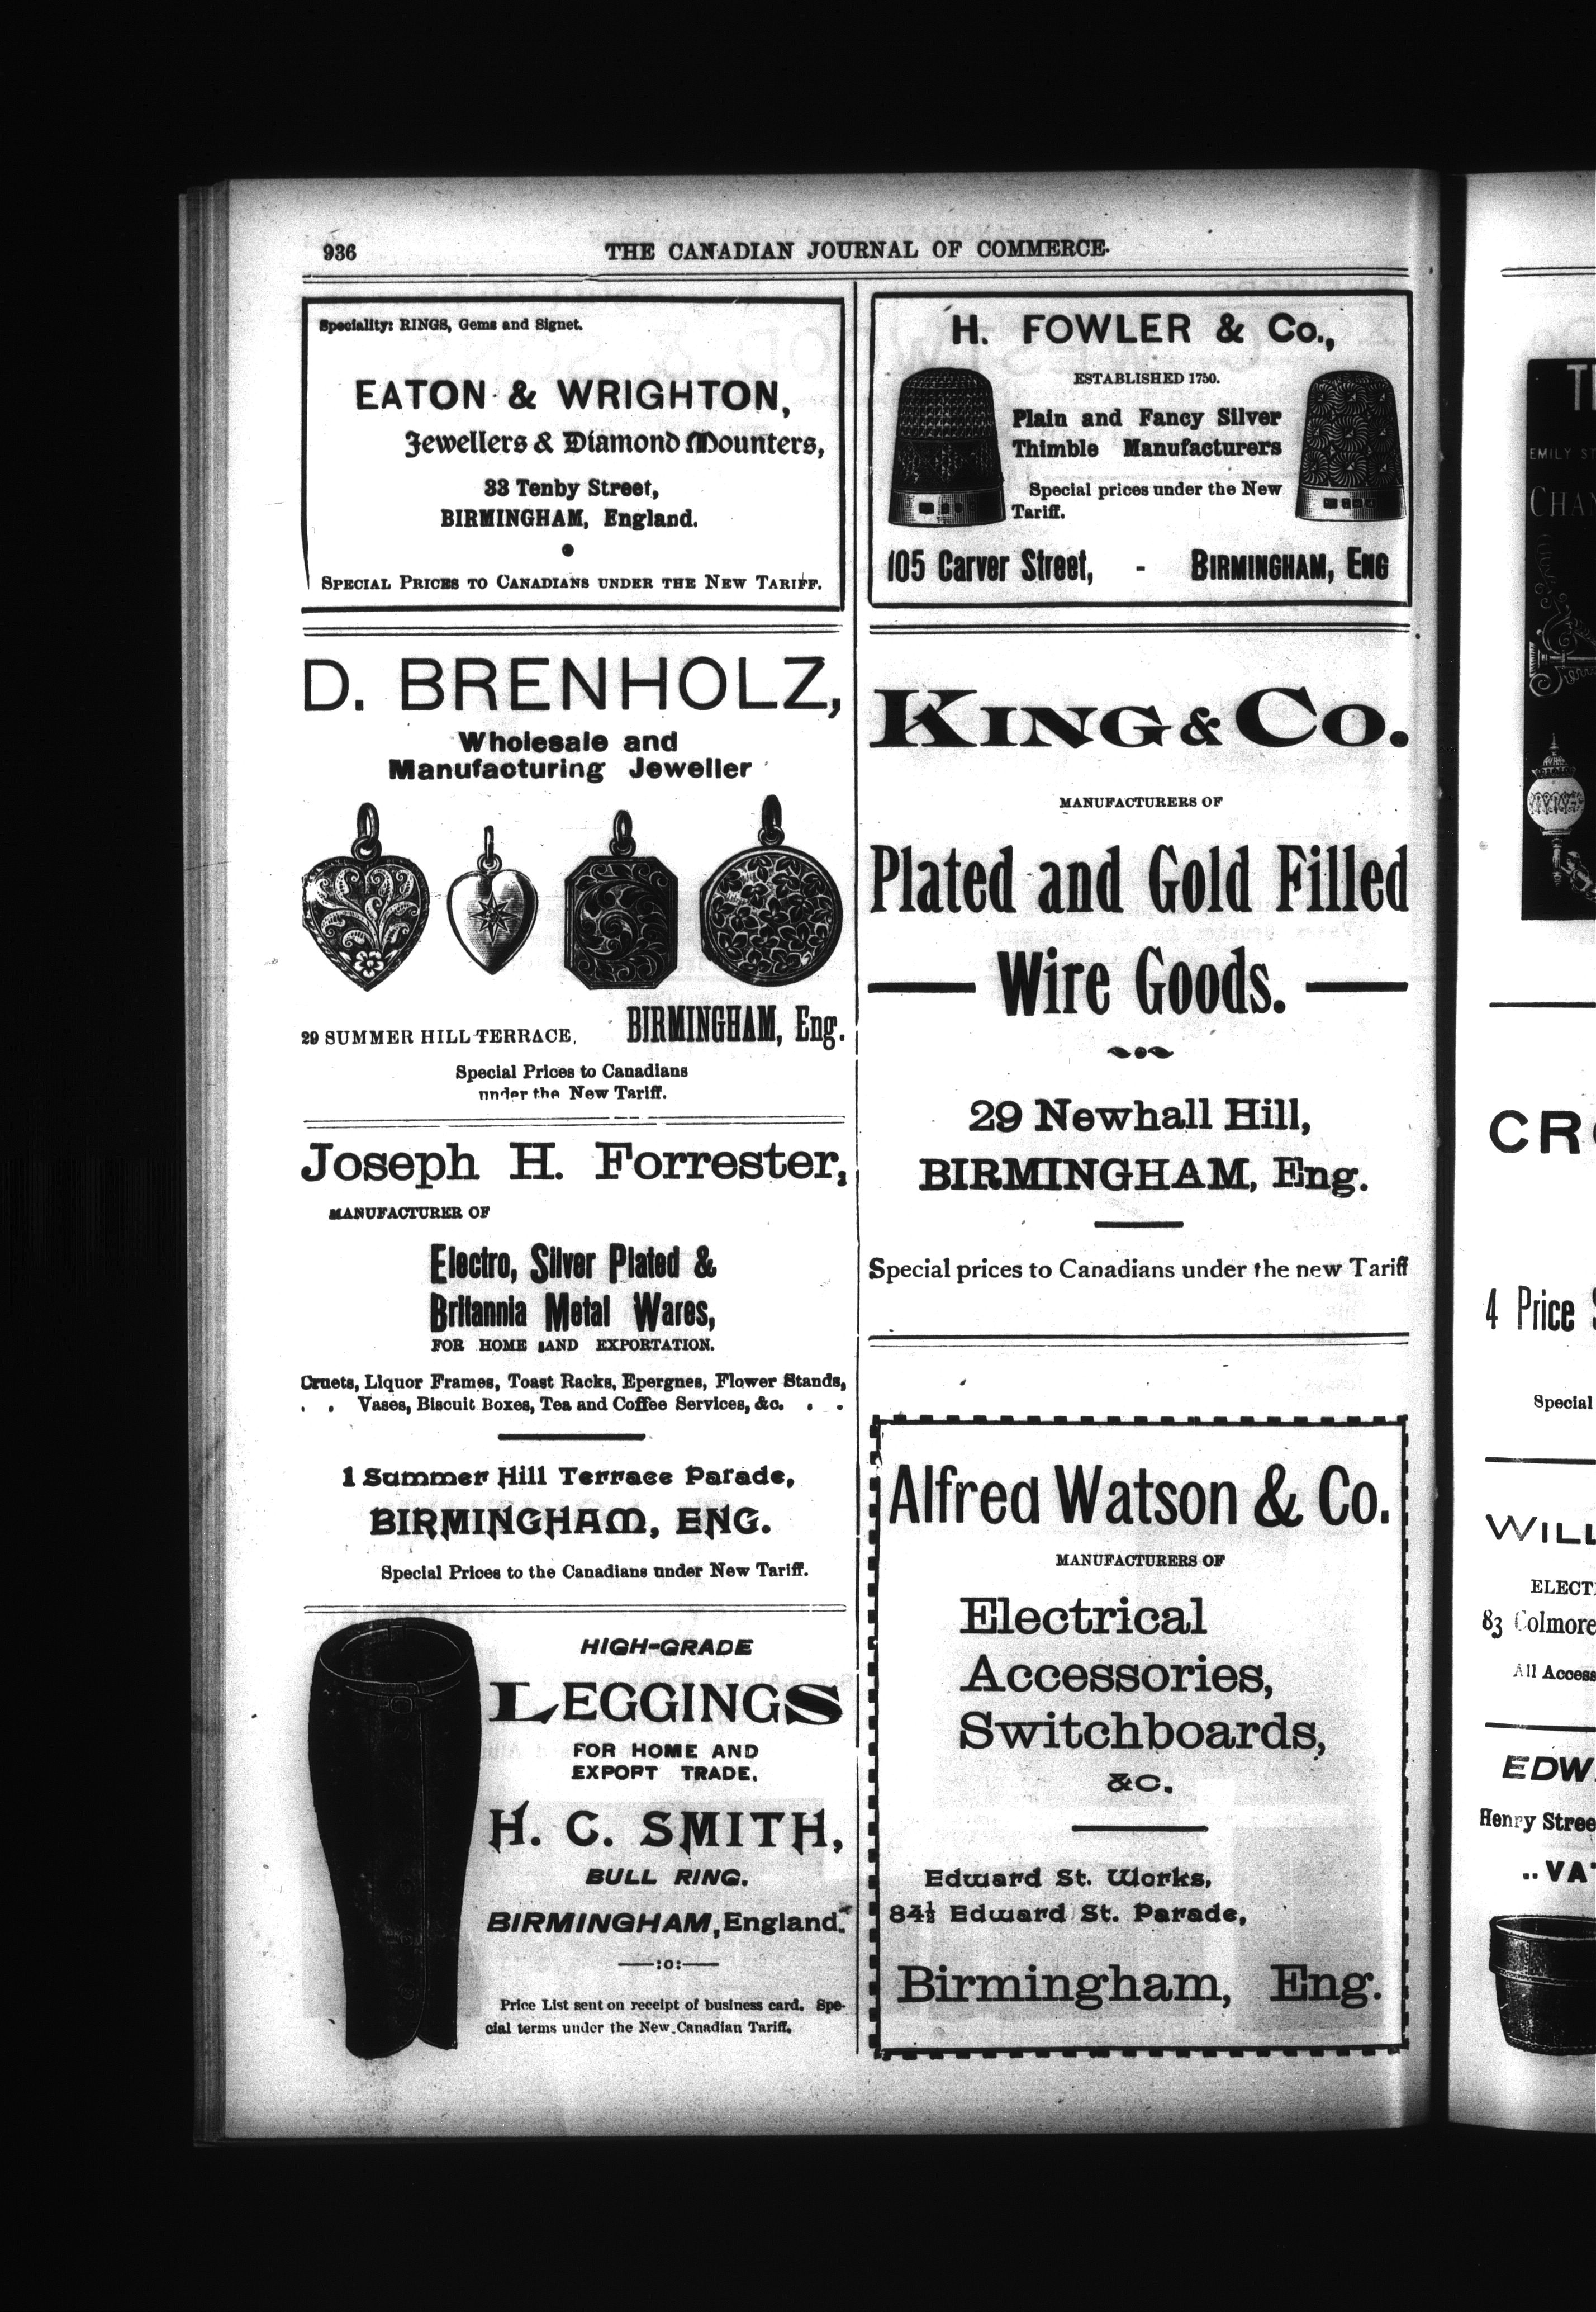 936
THE CANADIAN JOURNAL OF COMMERCE.
Speciality: RINGS, Gems and Signet.
EATON & WRIGHTON,
Jewellers & Diamond Mounters,
33 Tenby Street,
BIRMINGHAM, England.
SPECIAL PRICES TO CANADIANS UNDER THE NEW TARIFF.
D. BRENHOLZ,
Wholesale and
Manufacturing Jeweller
29 SUMMER HILL TERRACE, BIRMINGHAM, Eng.
Special Prices to Canadians
under the New Tariff.
Joseph H. Forrester,
MANUFACTURER OF
Electro, Silver Plated &
Britannia Metal Wares,
FOR HOME AND EXPORTATION.
Cruets, Liquor Frames, Toast Racks, Epergnes, Flower Stands,
. . Vases, Biscuit Boxes, Tea and Coffee Services, &c. . . .
1 Summer Hill Terrace Parade,
BIRMINGHAM, ENG.
Special Prices to the Canadians under New Tariff.
HIGH-GRADE
LEGGINGS
FOR HOME AND
EXPORT TRADE.
H. C. SMITH,
BULL RING.
BIRMINGHAM, England.
—:o:—
Price List sent on receipt of business card. Spe-
cial terms under the New Canadian Tariff.
H. FOWLER & Co.,
ESTABLISHED 1750.
Plain and Fancy Silver
Thimble Manufacturers
Special prices under the New
Tariff.
105 Carver Street, - BIRMINGHAM, ENG
KING & CO.
MANUFACTURERS OF
Plated and Gold Filled
— Wire Goods. —
29 Newhall Hill,
BIRMINGHAM, Eng.
Special prices to Canadians under the new Tariff
Alfred Watson & Co.
MANUFACTURERS OF
Electrical
Accessories,
Switchboards,
&C.
Edward St. Works,
84½ Edward St. Parade,
Birmingham, Eng.
EMILY ST
4 Price
Special
ELECT
83 Colmore
All Access
EDW
Henry Stree